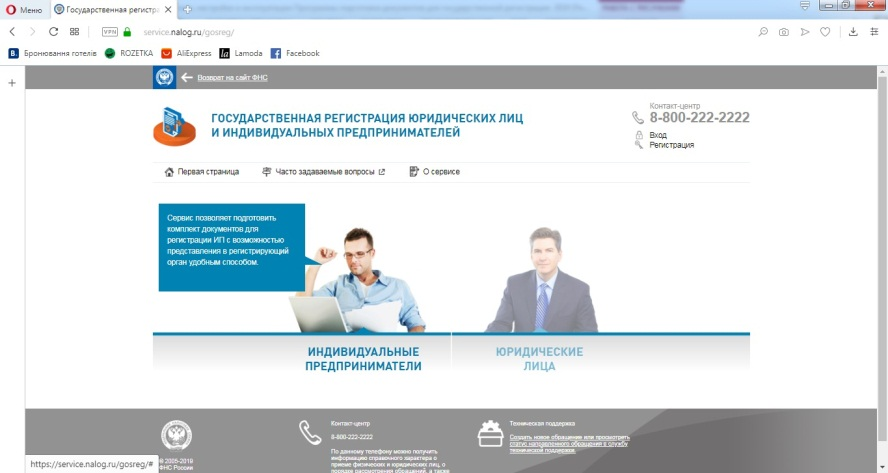 Меню
Государственная регистра
VPN
service.nalog.ru/gosreg/
Бронювання готелів
ROZETKA
AliExpress
Lamoda
Facebook
Возврат на сайт ФНС
ГОСУДАРСТВЕННАЯ РЕГИСТРАЦИЯ ЮРИДИЧЕСКИХ ЛИЦ
И ИНДИВИДУАЛЬНЫХ ПРЕДПРИНИМАТЕЛЕЙ
Контакт-центр
8-800-222-2222
Вход
Регистрация
Первая страница
Часто задаваемые вопросы
О сервисе
Сервис позволяет подготовить
комплект документов для
регистрации ИП с возможностью
представления в регистрирующий
орган удобным способом.
ИНДИВИДУАЛЬНЫЕ
ПРЕДПРИНИМАТЕЛИ
ЮРИДИЧЕСКИЕ
ЛИЦА
© 2005-2019
ФНС России
Контакт-центр
8-800-222-2222
По данному телефону можно получить
информацию справочного характера о
приеме физических и юридических лиц, о
порядке рассмотрения обращений, а также
Техническая поддержка
Создать новое обращение или просмотреть
статус направленного обращения в службу
технической поддержки.
https://service.nalog.ru/gosreg/#